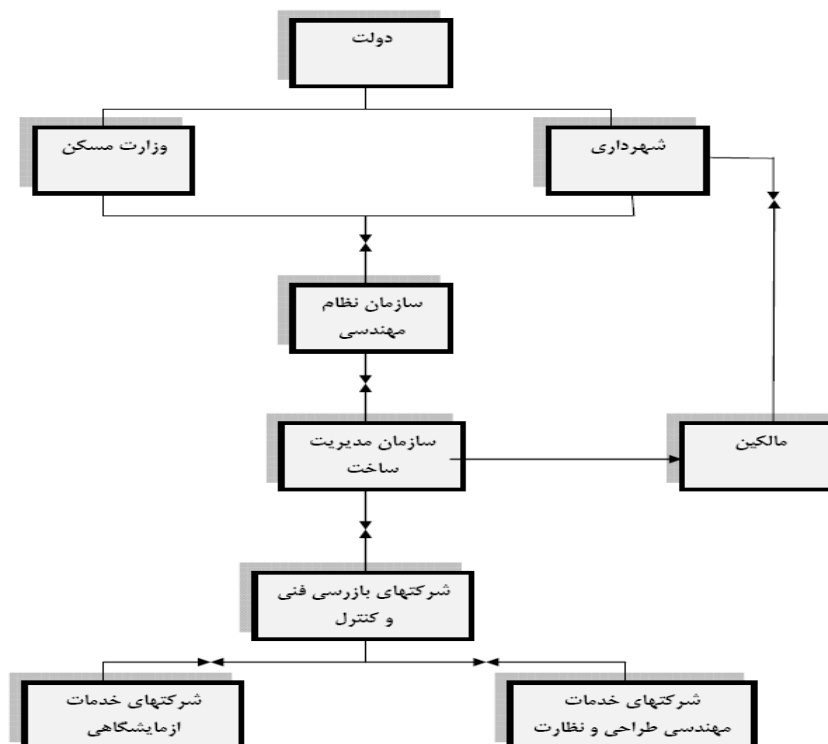 دولت
شهرداری
وزارت مسکن
سازمان نظام
مهندسی
سازمان مدیریت
ساخت
مالکین
شرکتهای بازرسی فنی
و کنترل
شرکتهای خدمات
مهندسی طراحی و نظارت
شرکتهای خدمات
ازمایشگاهی